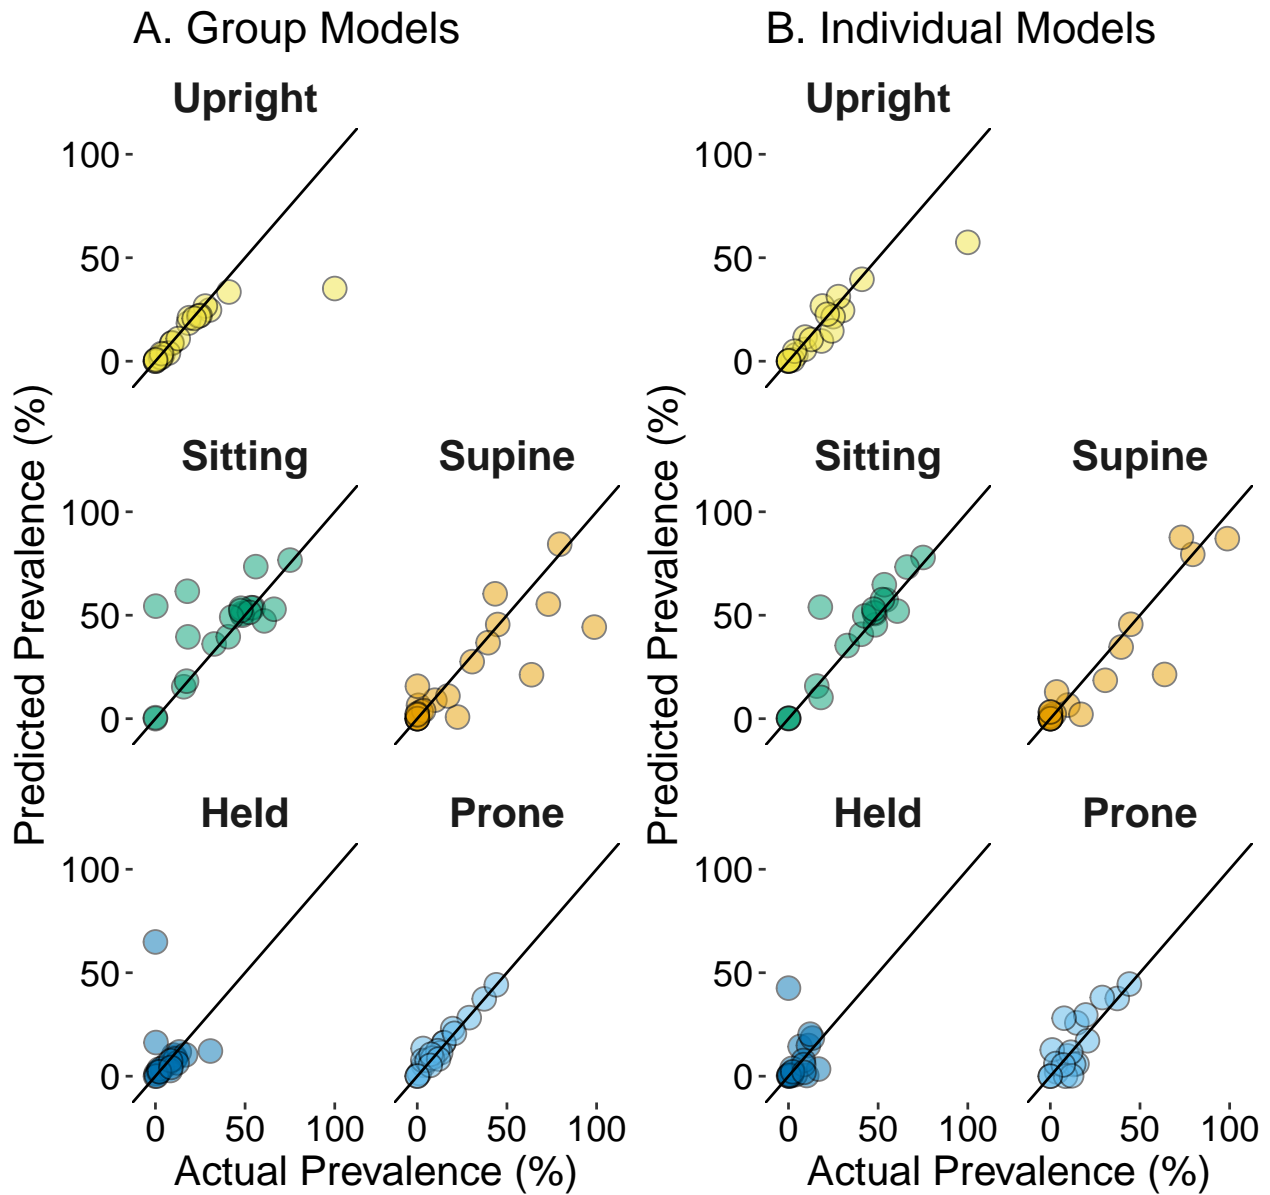 A. Group Models
B. Individual Models
Upright
Upright
100
50
0
100
50
0
Predicted Prevalence (%)
Predicted Prevalence (%)
Sitting
Supine
Sitting
Supine
100
50
0
100
50
0
Held
Prone
Held
Prone
100
50
0
100
50
0
0 50 100
0 50 100
0 50 100
0 50 100
Actual Prevalence (%)
Actual Prevalence (%)